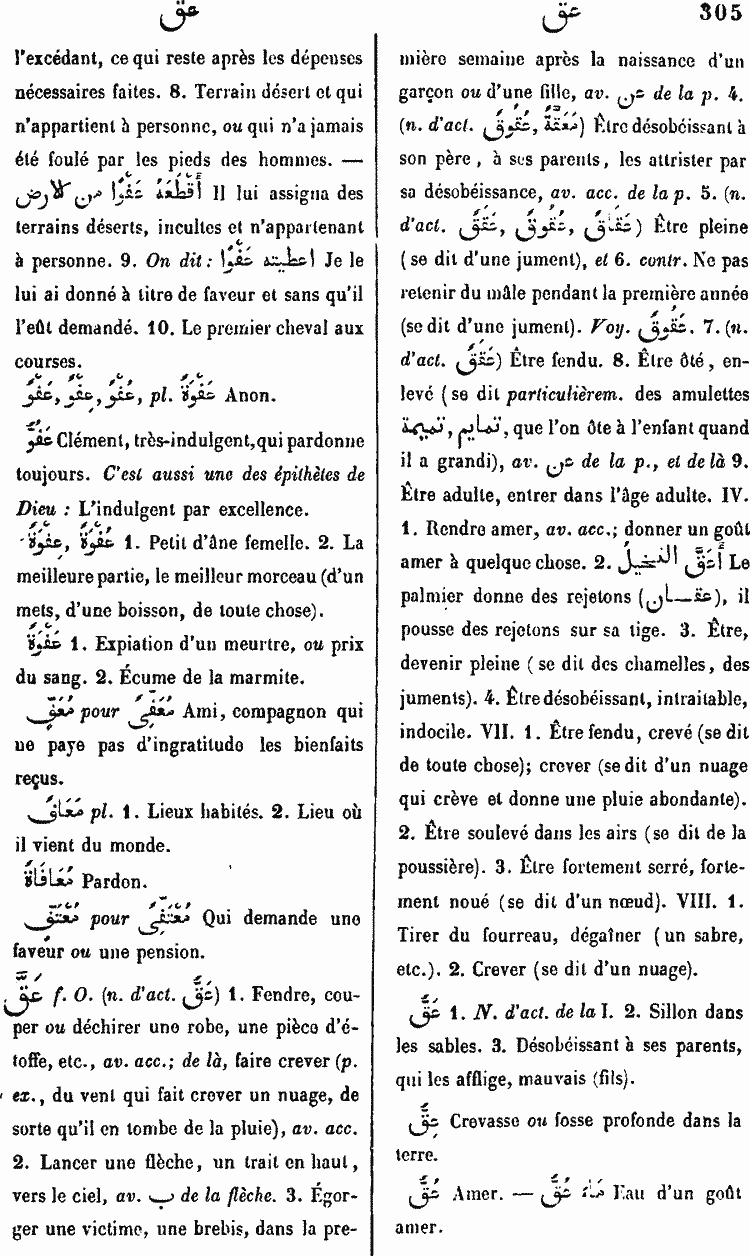 عق
عق 305
l'excédant, ce qui reste après les dépenses
nécessaires faites. 8. Terrain désert et qui
n'appartient à personne, ou qui n'a jamais
été foulé par les pieds des hommes. —
أَقْطَعَهُ عَفْوًا من الارض Il lui assigna des
terrains déserts, incultes et n'appartenant
à personne. 9. On dit : اعطيته عَفْوًا Je le
lui ai donné à titre de faveur et sans qu'il
l'eût demandé. 10. Le premier cheval aux
courses.
عَفْوٌ, عِفْوٌ, عُفْوٌ, pl. عِفَوَةٌ Anon.
عَفُوٌّ Clément, très-indulgent, qui pardonne
toujours. C'est aussi une des épithètes de
Dieu : L'indulgent par excellence.
عَفْوَةٌ, عِفْوَةٌ 1. Petit d'âne femelle. 2. La
meilleure partie, le meilleur morceau (d'un
mets, d'une boisson, de toute chose).
عَفْوَةٌ 1. Expiation d'un meurtre, ou prix
du sang. 2. Écume de la marmite.
مُعْفٍ pour مُعْفِىٌ Ami, compagnon qui
ne paye pas d'ingratitude les bienfaits
reçus.
مَعَافٍ pl. 1. Lieux habités. 2. Lieu où
il vient du monde.
مُعَافَاةٌ Pardon.
مُعْتَفٍ pour مُعْتَفِىٌ Qui demande une
faveur ou une pension.
عَقَّ f. O. (n. d'act. عَقٌّ) 1. Fendre, cou-
per ou déchirer une robe, une pièce d'é-
toffe, etc., av. acc.; de là, faire crever (p.
ex., du vent qui fait crever un nuage, de
sorte qu'il en tombe de la pluie), av. acc.
2. Lancer une flèche, un trait en haut,
vers le ciel, av. ب de la flèche. 3. Égor-
ger une victime, une brebis, dans la pre-
mière semaine après la naissance d'un
garçon ou d'une fille, av. عن de la p. 4.
(n. d'act. عُقُوقٌ, مَعَقَّةٌ) Être désobéissant à
son père, à ses parents, les attrister par
sa désobéissance, av. acc. de la p. 5. (n.
d'act. عَقَاقٌ, عَقُوقٌ, عَقَقٌ) Être pleine
(se dit d'une jument), et 6. contr. Ne pas
retenir du mâle pendant la première année
(se dit d'une jument). Voy. عَقُوقٌ. 7. (n.
d'act. عَقَقٌ) Être fendu. 8. Être ôté, en-
levé (se dit particulièrem. des amulettes
تميمة, تمايم, que l'on ôte à l'enfant quand
il a grandi), av. عن de la p., et de là 9.
Être adulte, entrer dans l'âge adulte. IV.
1. Rendre amer, av. acc.; donner un goût
amer à quelque chose. 2. أَعَقَّ النخيلُ Le
palmier donne des rejetons (عقان), il
pousse des rejetons sur sa tige. 3. Être,
devenir pleine (se dit des chamelles, des
juments). 4. Être désobéissant, intraitable,
indocile. VII. 1. Être fendu, crevé (se dit
de toute chose); crever (se dit d'un nuage
qui crève et donne une pluie abondante).
2. Être soulevé dans les airs (se dit de la
poussière). 3. Être fortement serré, forte-
ment noué (se dit d'un nœud). VIII. 1.
Tirer du fourreau, dégaîner (un sabre,
etc.). 2. Crever (se dit d'un nuage).
عَقٌّ 1. N. d'act. de la I. 2. Sillon dans
les sables. 3. Désobéissant à ses parents,
qui les afflige, mauvais (fils).
عِقٌّ Crevasse ou fosse profonde dans la
terre.
عُقٌّ Amer. — مَاءٌ عُقٌّ Eau d'un goût
amer.